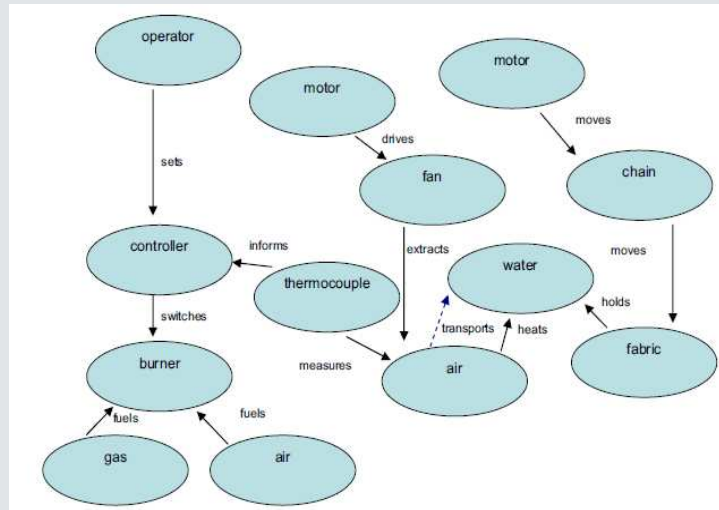 operator
motor
motor
drives
moves
sets
fan
chain
controller
informs
extracts
water
moves
thermocouple
switches
transports
heats
holds
burner
measures
air
fabric
fuels
fuels
gas
air